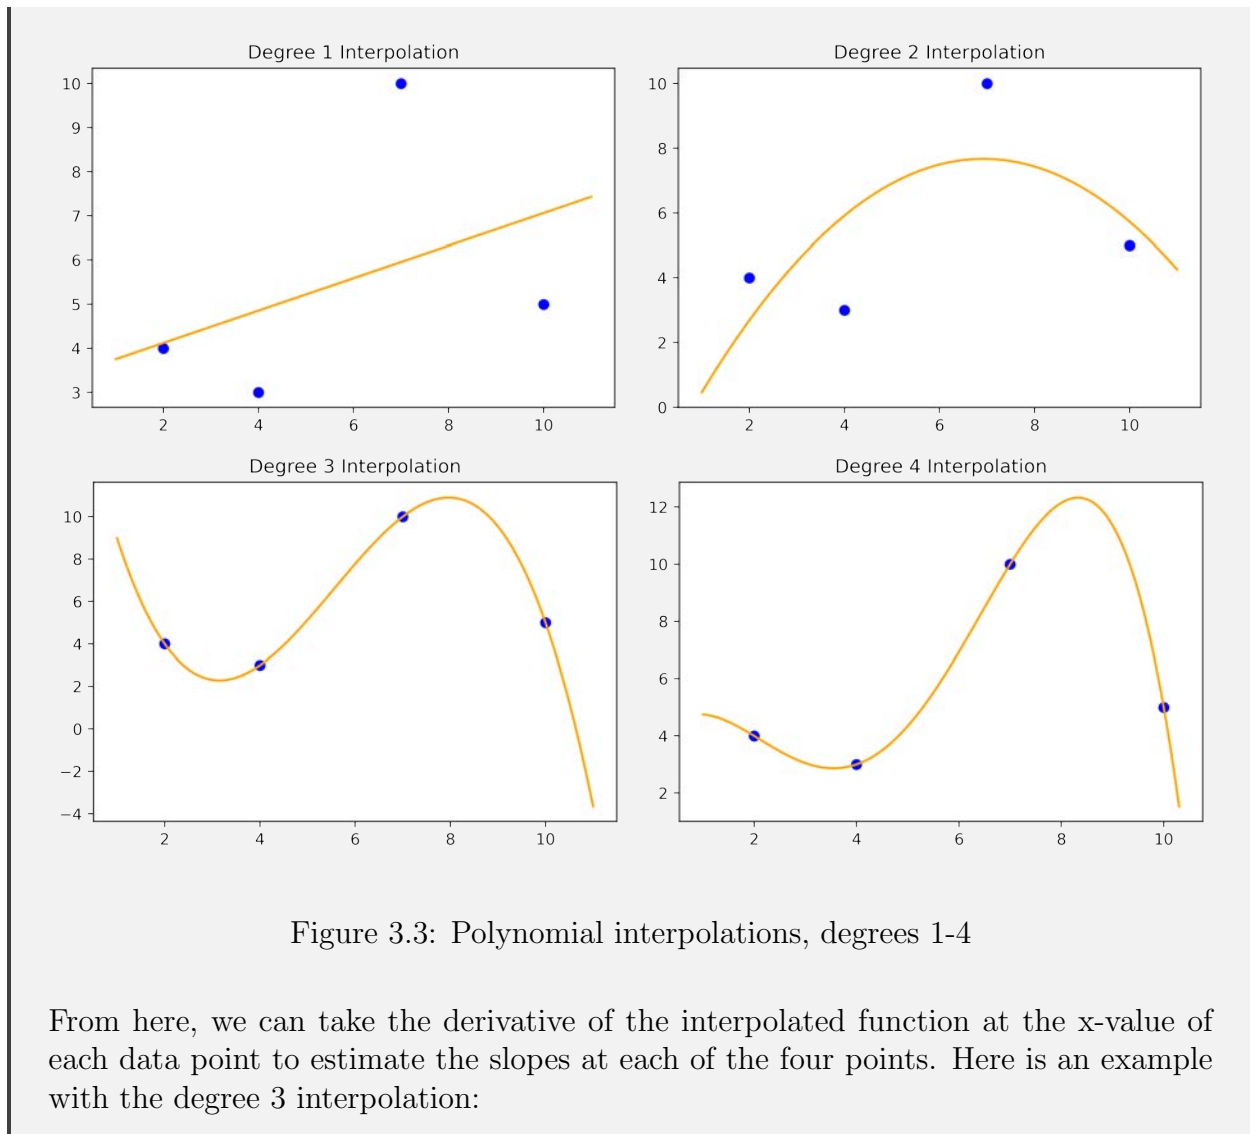 Degree 1 Interpolation
10
9
8
7
6
5
4
3
2 4 6 8 10
Degree 2 Interpolation
10
8
6
4
2
0
2 4 6 8 10
Degree 3 Interpolation
10
8
6
4
2
0
−2
−4
2 4 6 8 10
Degree 4 Interpolation
12
10
8
6
4
2
2 4 6 8 10
Figure 3.3: Polynomial interpolations, degrees 1-4
From here, we can take the derivative of the interpolated function at the x-value of
each data point to estimate the slopes at each of the four points. Here is an example
with the degree 3 interpolation: